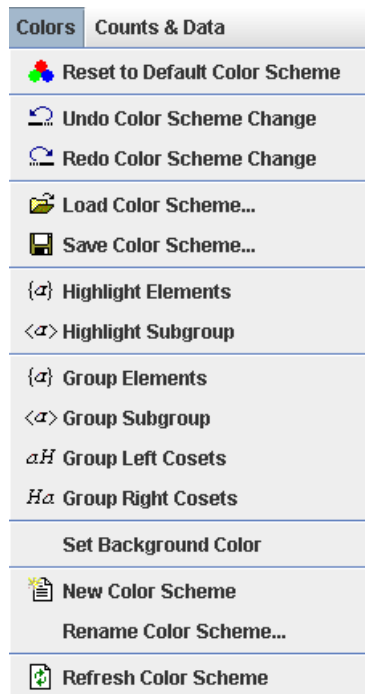 Colors Counts & Data
Reset to Default Color Scheme
Undo Color Scheme Change
Redo Color Scheme Change
Load Color Scheme...
Save Color Scheme...
{a} Highlight Elements
<a> Highlight Subgroup
{a} Group Elements
<a> Group Subgroup
aH Group Left Cosets
Ha Group Right Cosets
Set Background Color
New Color Scheme
Rename Color Scheme...
Refresh Color Scheme